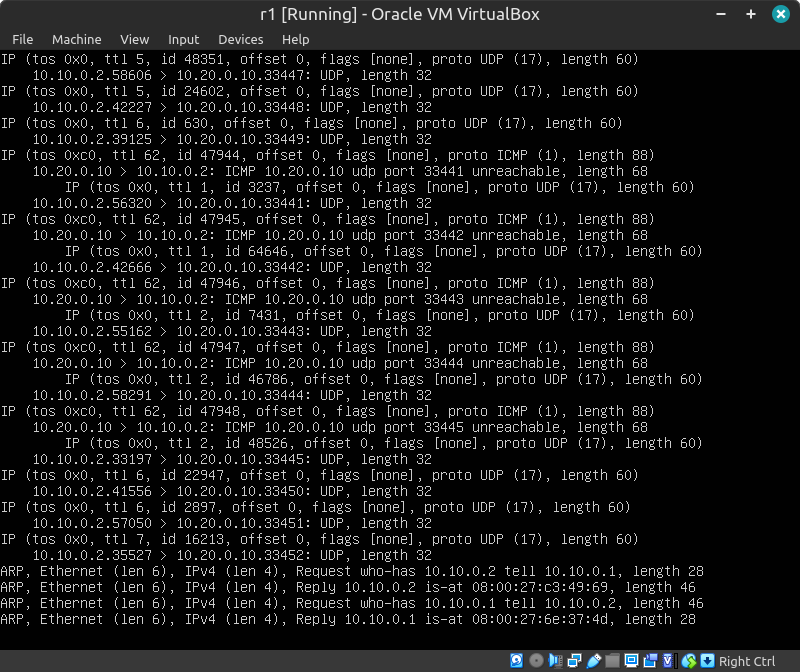 r1 [Running] - Oracle VM VirtualBox
File Machine View Input Devices Help
IP (tos 0x0, ttl 5, id 48351, offset 0, flags [none], proto UDP (17), length 60)
    10.10.0.2.58606 > 10.20.0.10.33447: UDP, length 32
IP (tos 0x0, ttl 5, id 24602, offset 0, flags [none], proto UDP (17), length 60)
    10.10.0.2.42227 > 10.20.0.10.33448: UDP, length 32
IP (tos 0x0, ttl 6, id 630, offset 0, flags [none], proto UDP (17), length 60)
    10.10.0.2.39125 > 10.20.0.10.33449: UDP, length 32
IP (tos 0xc0, ttl 62, id 47944, offset 0, flags [none], proto ICMP (1), length 88)
    10.20.0.10 > 10.10.0.2: ICMP 10.20.0.10 udp port 33441 unreachable, length 68
        IP (tos 0x0, ttl 1, id 3237, offset 0, flags [none], proto UDP (17), length 60)
    10.10.0.2.56320 > 10.20.0.10.33441: UDP, length 32
IP (tos 0xc0, ttl 62, id 47945, offset 0, flags [none], proto ICMP (1), length 88)
    10.20.0.10 > 10.10.0.2: ICMP 10.20.0.10 udp port 33442 unreachable, length 68
        IP (tos 0x0, ttl 1, id 64646, offset 0, flags [none], proto UDP (17), length 60)
    10.10.0.2.42666 > 10.20.0.10.33442: UDP, length 32
IP (tos 0xc0, ttl 62, id 47946, offset 0, flags [none], proto ICMP (1), length 88)
    10.20.0.10 > 10.10.0.2: ICMP 10.20.0.10 udp port 33443 unreachable, length 68
        IP (tos 0x0, ttl 2, id 7431, offset 0, flags [none], proto UDP (17), length 60)
    10.10.0.2.55162 > 10.20.0.10.33443: UDP, length 32
IP (tos 0xc0, ttl 62, id 47947, offset 0, flags [none], proto ICMP (1), length 88)
    10.20.0.10 > 10.10.0.2: ICMP 10.20.0.10 udp port 33444 unreachable, length 68
        IP (tos 0x0, ttl 2, id 46786, offset 0, flags [none], proto UDP (17), length 60)
    10.10.0.2.58291 > 10.20.0.10.33444: UDP, length 32
IP (tos 0xc0, ttl 62, id 47948, offset 0, flags [none], proto ICMP (1), length 88)
    10.20.0.10 > 10.10.0.2: ICMP 10.20.0.10 udp port 33445 unreachable, length 68
        IP (tos 0x0, ttl 2, id 48526, offset 0, flags [none], proto UDP (17), length 60)
    10.10.0.2.33197 > 10.20.0.10.33445: UDP, length 32
IP (tos 0x0, ttl 6, id 22947, offset 0, flags [none], proto UDP (17), length 60)
    10.10.0.2.41556 > 10.20.0.10.33450: UDP, length 32
IP (tos 0x0, ttl 6, id 2897, offset 0, flags [none], proto UDP (17), length 60)
    10.10.0.2.57050 > 10.20.0.10.33451: UDP, length 32
IP (tos 0x0, ttl 7, id 16213, offset 0, flags [none], proto UDP (17), length 60)
    10.10.0.2.35527 > 10.20.0.10.33452: UDP, length 32
ARP, Ethernet (len 6), IPv4 (len 4), Request who-has 10.10.0.2 tell 10.10.0.1, length 28
ARP, Ethernet (len 6), IPv4 (len 4), Reply 10.10.0.2 is-at 08:00:27:c3:49:69, length 46
ARP, Ethernet (len 6), IPv4 (len 4), Request who-has 10.10.0.1 tell 10.10.0.2, length 46
ARP, Ethernet (len 6), IPv4 (len 4), Reply 10.10.0.1 is-at 08:00:27:6e:37:4d, length 28
Right Ctrl